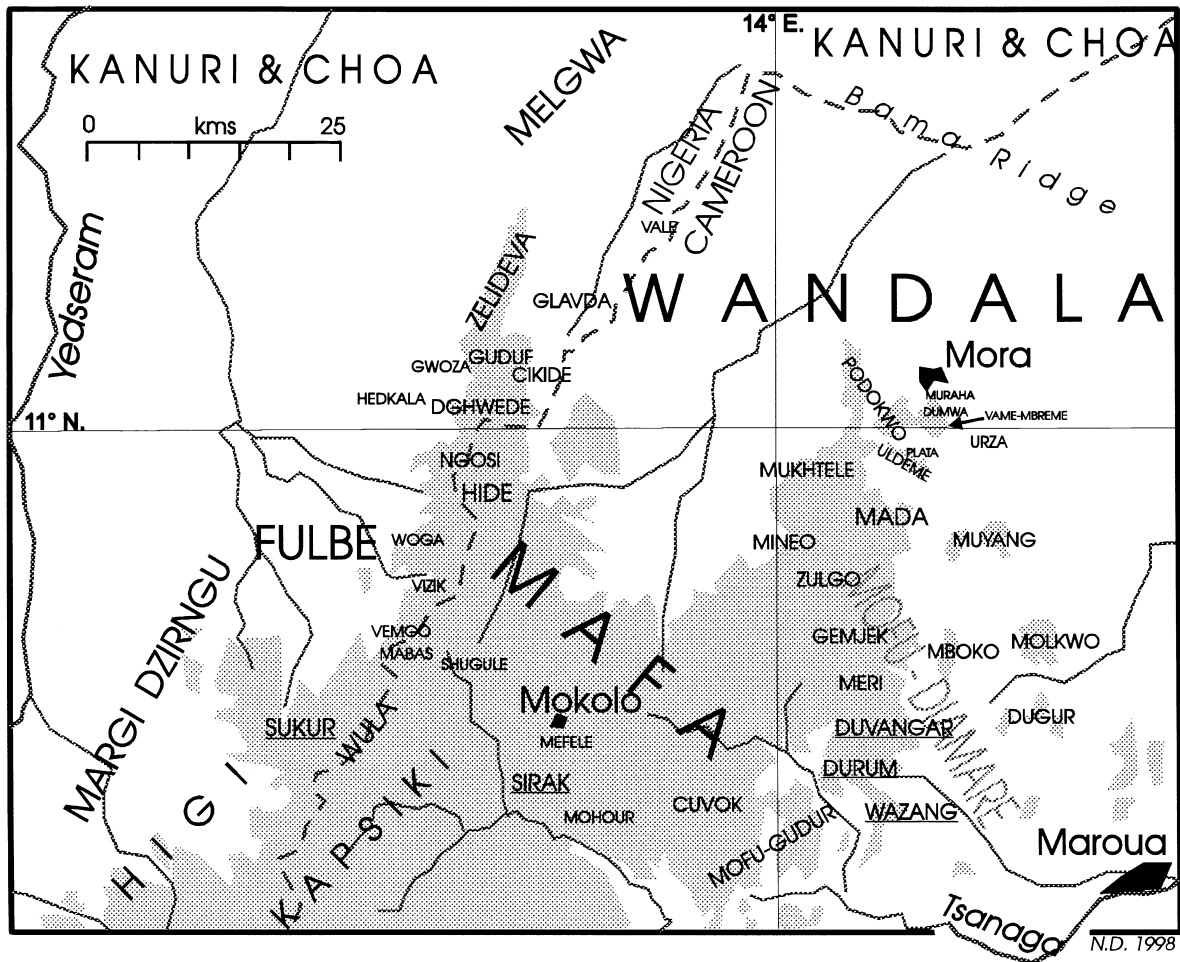 14° E.
KANURI & CHOA
KANURI & CHOA
MELGWA
0 kms 25
Bama Ridge
NIGERIA
CAMEROON
VALE
Yedseram
ZELIDEVA
GLAVDA
WANDALA
Mora
GUDUF
GWOZA
CIKIDE
PODOKWO
HEDKALA
DGHWEDE
MURAHA
DUMWA
VAME-MBREME
11° N.
URZA
PLATA
ULDEME
NGOSI
MUKHTELE
HIDE
MADA
FULBE
WOGA
MINEO
MUYANG
MAFA
VIZIK
ZULGO
MOFU-DIAMARE
VEMGO
GEMJEK
MABAS
SHUGULE
MBOKO
MOLKWO
MARGI DZIRNGU
MERI
Mokolo
SUKUR
WULA
DUVANGAR
DUGUR
MEFELE
DURUM
SIRAK
HIGI
KAPSIKI
CUVOK
MOHOUR
WAZANG
MOFU-GUDUR
Maroua
Tsanaga
N.D. 1998